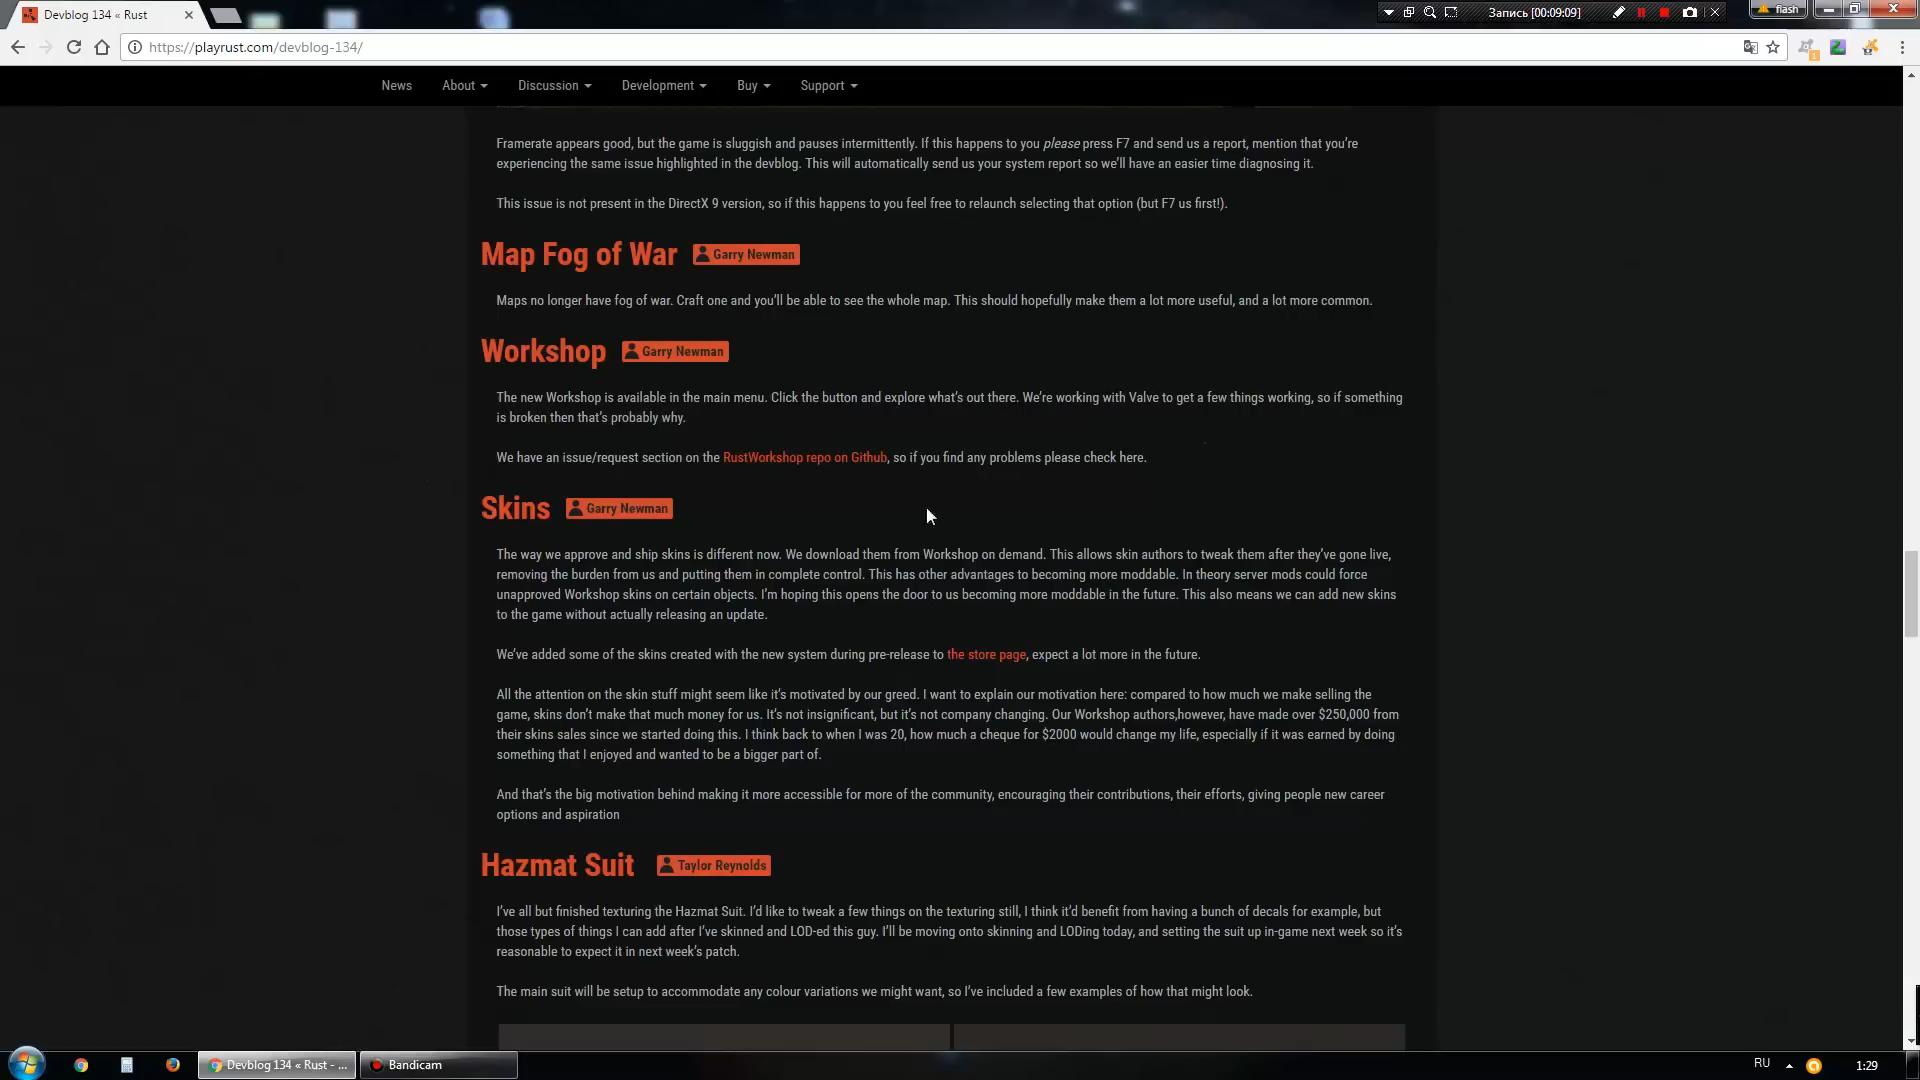 Devblog 134 « Rust
Запись [00:09:09]
flash
https://playrust.com/devblog-134/
News About Discussion Development Buy Support
Framerate appears good, but the game is sluggish and pauses intermittently. If this happens to you please press F7 and send us a report, mention that you're
experiencing the same issue highlighted in the devblog. This will automatically send us your system report so we'll have an easier time diagnosing it.
This issue is not present in the DirectX 9 version, so if this happens to you feel free to relaunch selecting that option (but F7 us first!).
Map Fog of War Garry Newman
Maps no longer have fog of war. Craft one and you'll be able to see the whole map. This should hopefully make them a lot more useful, and a lot more common.
Workshop Garry Newman
The new Workshop is available in the main menu. Click the button and explore what's out there. We're working with Valve to get a few things working, so if something
is broken then that's probably why.
We have an issue/request section on the RustWorkshop repo on Github, so if you find any problems please check here.
Skins Garry Newman
The way we approve and ship skins is different now. We download them from Workshop on demand. This allows skin authors to tweak them after they've gone live,
removing the burden from us and putting them in complete control. This has other advantages to becoming more moddable. In theory server mods could force
unapproved Workshop skins on certain objects. I'm hoping this opens the door to us becoming more moddable in the future. This also means we can add new skins
to the game without actually releasing an update.
We've added some of the skins created with the new system during pre-release to the store page, expect a lot more in the future.
All the attention on the skin stuff might seem like it's motivated by our greed. I want to explain our motivation here: compared to how much we make selling the
game, skins don't make that much money for us. It's not insignificant, but it's not company changing. Our Workshop authors,however, have made over $250,000 from
their skins sales since we started doing this. I think back to when I was 20, how much a cheque for $2000 would change my life, especially if it was earned by doing
something that I enjoyed and wanted to be a bigger part of.
And that's the big motivation behind making it more accessible for more of the community, encouraging their contributions, their efforts, giving people new career
options and aspiration
Hazmat Suit Taylor Reynolds
I've all but finished texturing the Hazmat Suit. I'd like to tweak a few things on the texturing still, I think it'd benefit from having a bunch of decals for example, but
those types of things I can add after I've skinned and LOD-ed this guy. I'll be moving onto skinning and LODing today, and setting the suit up in-game next week so it's
reasonable to expect it in next week's patch.
The main suit will be setup to accommodate any colour variations we might want, so I've included a few examples of how that might look.
Devblog 134 « Rust - ... Bandicam RU 1:29